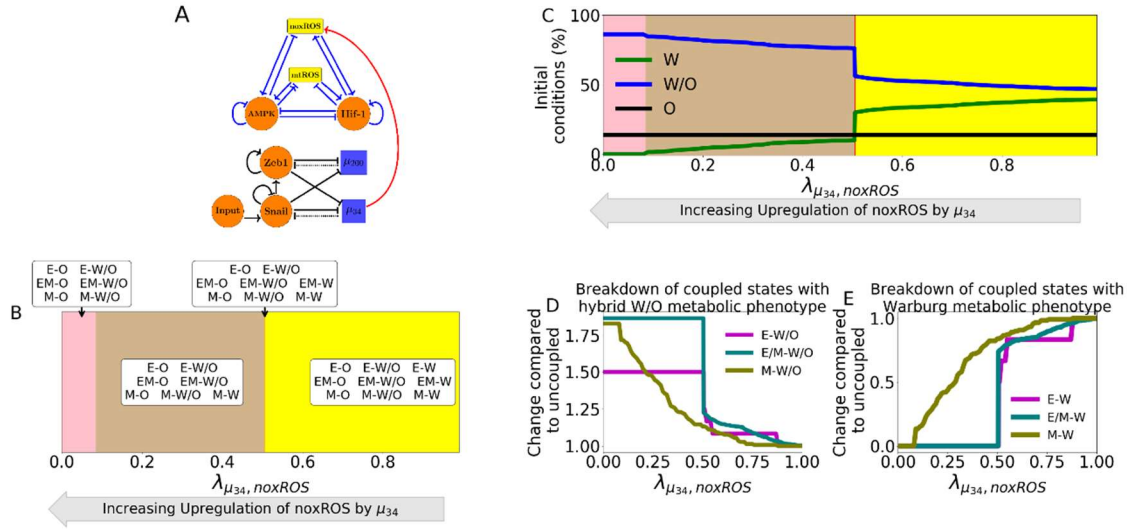 A
noxROS
mtROS
AMPK
Hif-1
Zeb1
μ200
Input
Snail
μ34
B
E-O E-W/O
EM-O EM-W/O
M-O M-W/O
E-O E-W/O
EM-O EM-W/O EM-W
M-O M-W/O M-W
E-O E-W/O
EM-O EM-W/O
M-O M-W/O M-W
E-O E-W/O E-W
EM-O EM-W/O EM-W
M-O M-W/O M-W
0.0 0.2 0.4 0.6 0.8
λμ34, noxROS
Increasing Upregulation of noxROS by μ34
C
Initial
conditions (%)
100
50
0
W
W/O
O
0.2 0.4 0.6 0.8
λμ34, noxROS
Increasing Upregulation of noxROS by μ34
D
Breakdown of coupled states with
hybrid W/O metabolic phenotype
Change compared
to uncoupled
1.75
1.50
1.25
1.00
E-W/O
E/M-W/O
M-W/O
0.00 0.25 0.50 0.75 1.00
λμ34, noxROS
E
Breakdown of coupled states with
Warburg metabolic phenotype
Change compared
to uncoupled
1.0
0.5
0.0
E-W
E/M-W
M-W
0.00 0.25 0.50 0.75 1.00
λμ34, noxROS